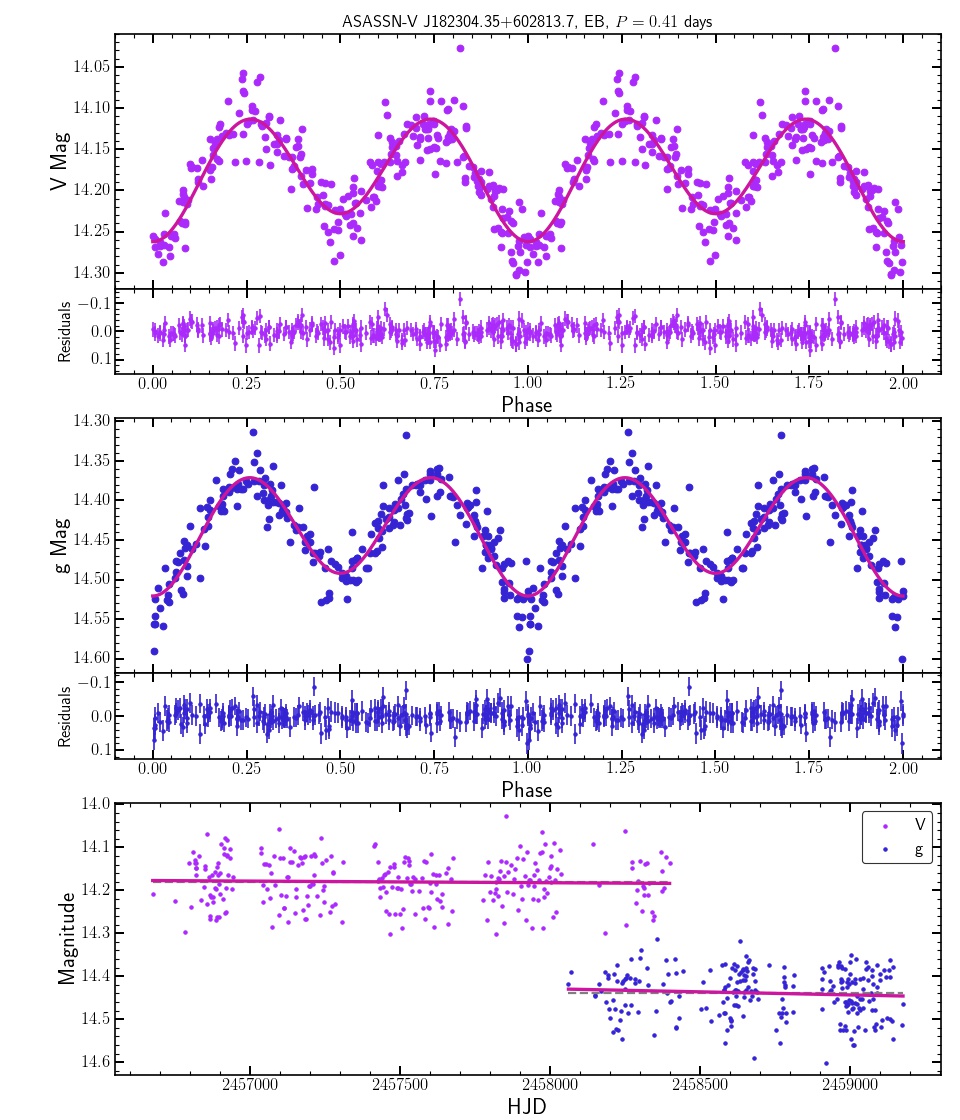 ASASSN-V J182304.35+602813.7, EB, P = 0.41 days
V Mag
14.05
14.10
14.15
14.20
14.25
14.30
Residuals
−0.1
0.0
0.1
0.00 0.25 0.50 0.75 1.00 1.25 1.50 1.75 2.00
Phase
g Mag
14.30
14.35
14.40
14.45
14.50
14.55
14.60
Residuals
−0.1
0.0
0.1
0.00 0.25 0.50 0.75 1.00 1.25 1.50 1.75 2.00
Phase
Magnitude
14.0
14.1
14.2
14.3
14.4
14.5
14.6
V
g
2457000 2457500 2458000 2458500 2459000
HJD